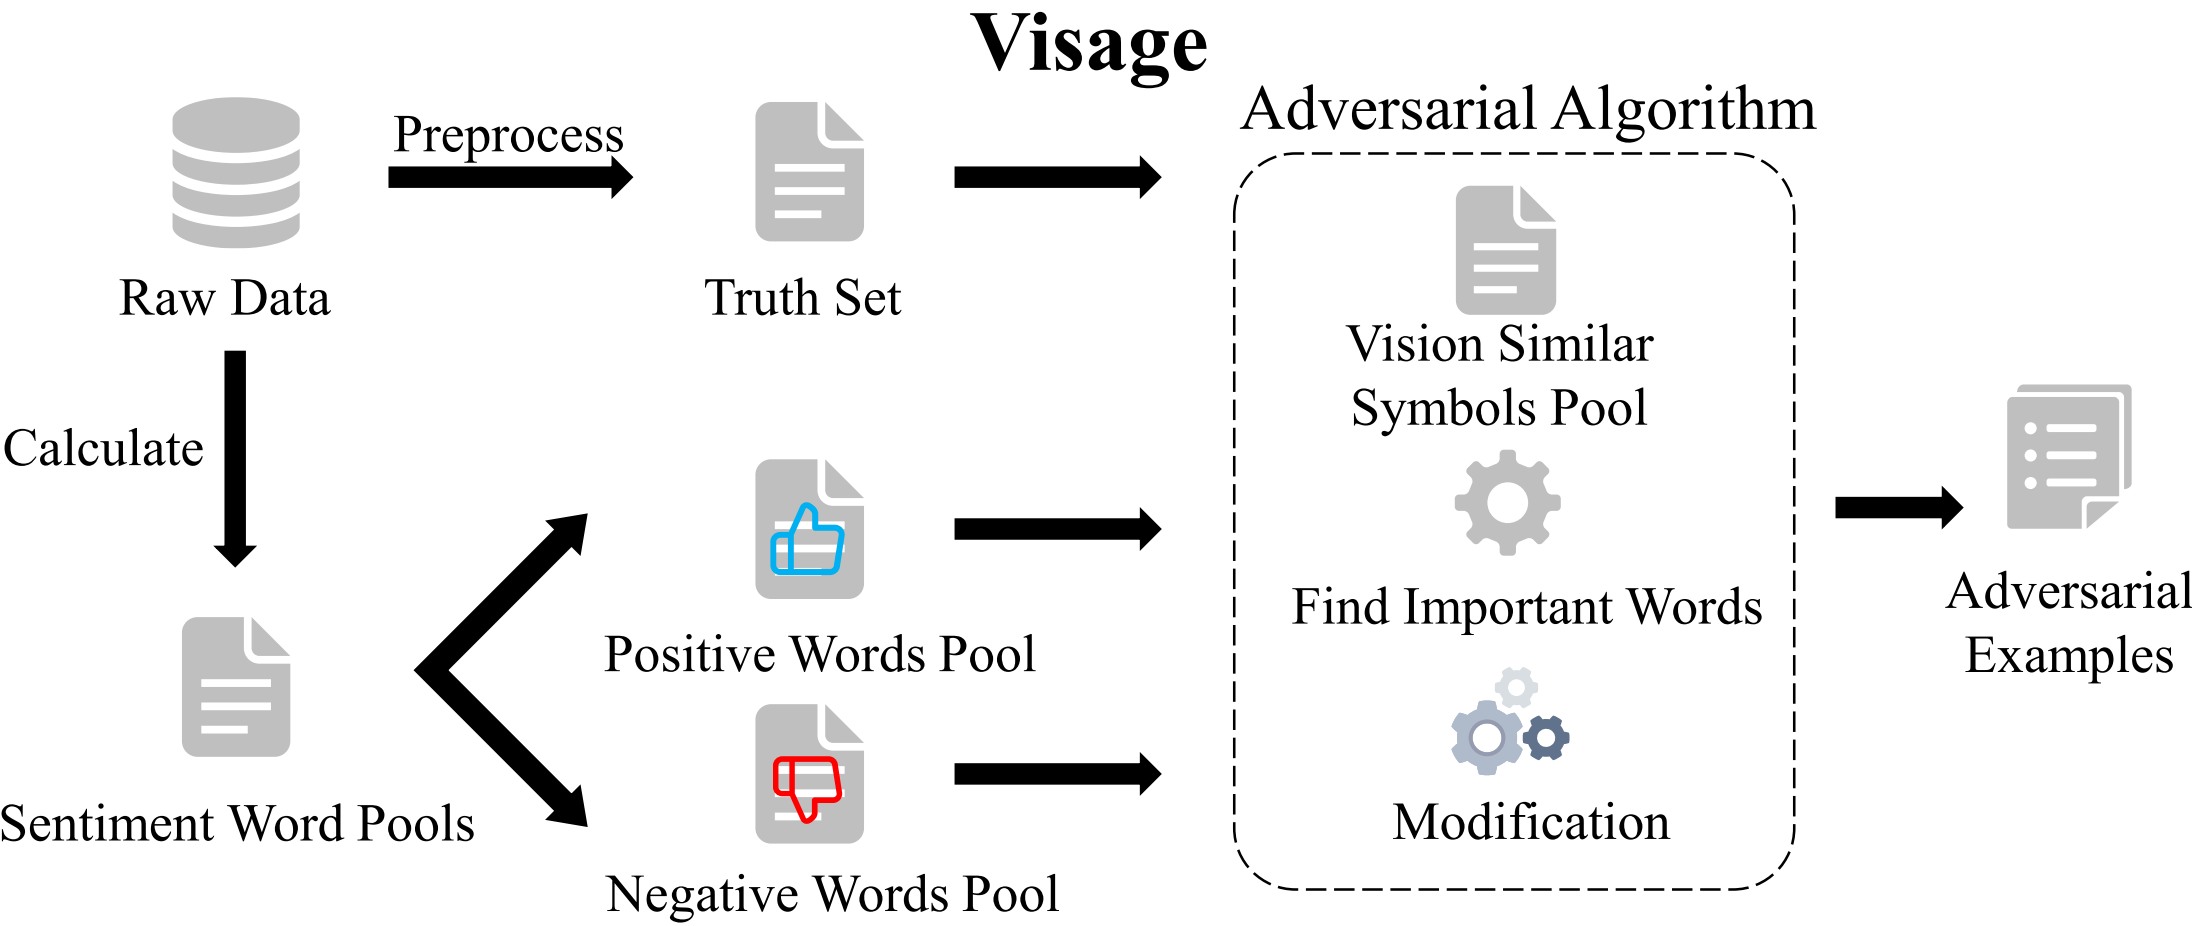 Visage
Adversarial Algorithm
Preprocess
Raw Data
Truth Set
Vision Similar
Symbols Pool
Calculate
Find Important Words
Adversarial
Examples
Positive Words Pool
Sentiment Word Pools
Modification
Negative Words Pool